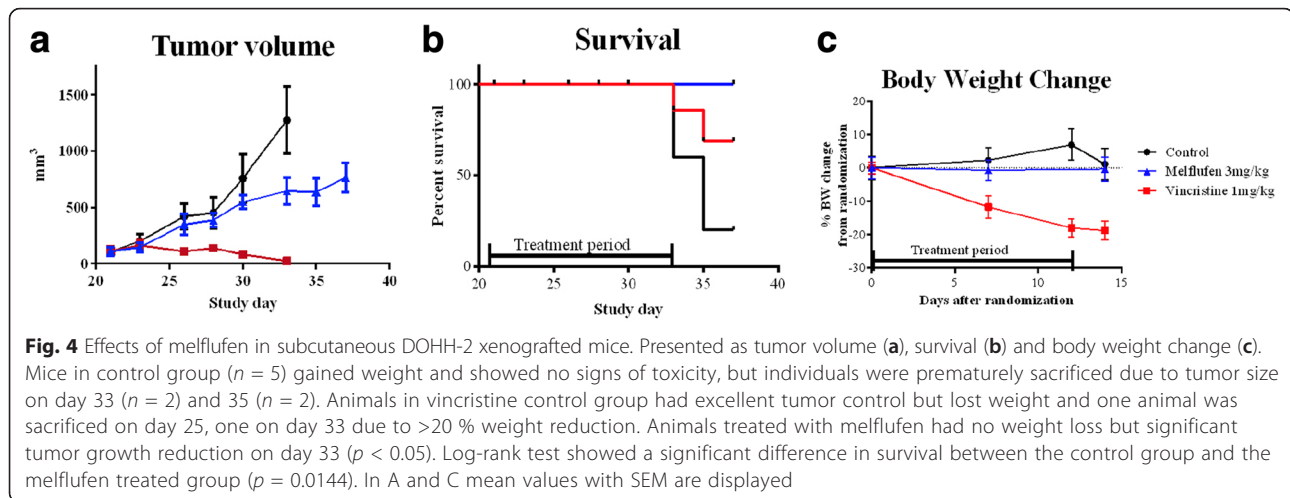 a
Tumor volume
1500
1000
500
0
mm³
20 25 30 35 40
Study day
b
Survival
100
50
0
Percent survival
Treatment period
20 25 30 35 40
Study day
c
Body Weight Change
20
10
0
-10
-20
-30
% BW change
from randomization
Treatment period
0 5 10 15
Days after randomization
Control
Melflufen 3mg/kg
Vincristine 1mg/kg
Fig. 4 Effects of melflufen in subcutaneous DOHH-2 xenografted mice. Presented as tumor volume (a), survival (b) and body weight change (c).
Mice in control group (n = 5) gained weight and showed no signs of toxicity, but individuals were prematurely sacrificed due to tumor size
on day 33 (n = 2) and 35 (n = 2). Animals in vincristine control group had excellent tumor control but lost weight and one animal was
sacrificed on day 25, one on day 33 due to >20 % weight reduction. Animals treated with melflufen had no weight loss but significant
tumor growth reduction on day 33 (p < 0.05). Log-rank test showed a significant difference in survival between the control group and the
melflufen treated group (p = 0.0144). In A and C mean values with SEM are displayed